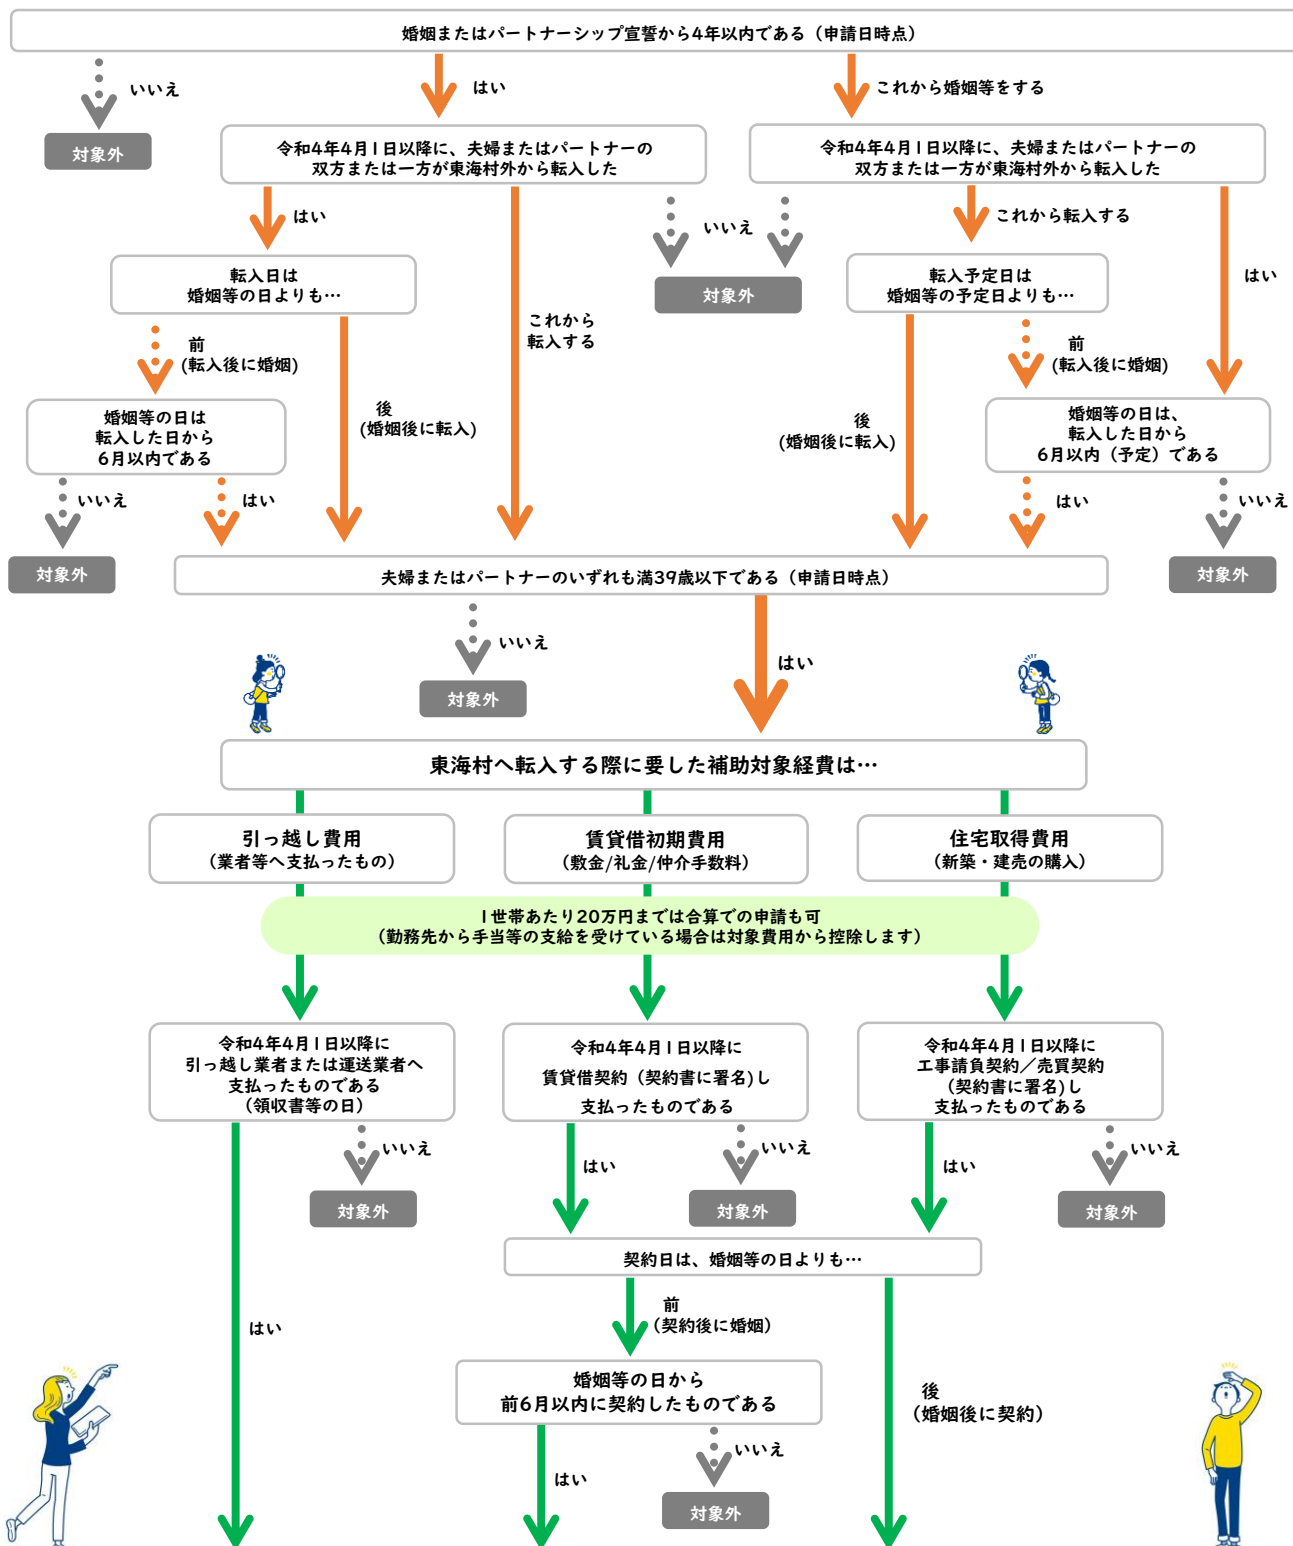 婚姻またはパートナーシップ宣誓から4年以内である（申請日時点）
いいえ
はい
これから婚姻等をする
対象外
令和4年4月1日以降に、夫婦またはパートナーの
双方または一方が東海村外から転入した
令和4年4月1日以降に、夫婦またはパートナーの
双方または一方が東海村外から転入した
はい
いいえ
これから転入する
はい
転入日は
婚姻等の日よりも…
対象外
転入予定日は
婚姻等の予定日よりも…
これから
転入する
前
(転入後に婚姻)
後
(婚姻後に転入)
前
(転入後に婚姻)
後
(婚姻後に転入)
婚姻等の日は
転入した日から
6月以内である
婚姻等の日は、
転入した日から
6月以内（予定）である
いいえ
はい
はい
いいえ
対象外
対象外
夫婦またはパートナーのいずれも満39歳以下である（申請日時点）
いいえ
はい
対象外
東海村へ転入する際に要した補助対象経費は…
引っ越し費用
（業者等へ支払ったもの）
賃貸借初期費用
（敷金/礼金/仲介手数料）
住宅取得費用
（新築・建売の購入）
1世帯あたり20万円までは合算での申請も可
（勤務先から手当等の支給を受けている場合は対象費用から控除します）
令和4年4月1日以降に
引っ越し業者または運送業者へ
支払ったものである
（領収書等の日）
令和4年4月1日以降に
賃貸借契約（契約書に署名)し
支払ったものである
令和4年4月1日以降に
工事請負契約／売買契約
（契約書に署名)し
支払ったものである
いいえ
はい
いいえ
はい
いいえ
対象外
対象外
対象外
契約日は、婚姻等の日よりも…
はい
前
(契約後に婚姻)
婚姻等の日から
前6月以内に契約したものである
後
（婚姻後に契約）
いいえ
はい
対象外